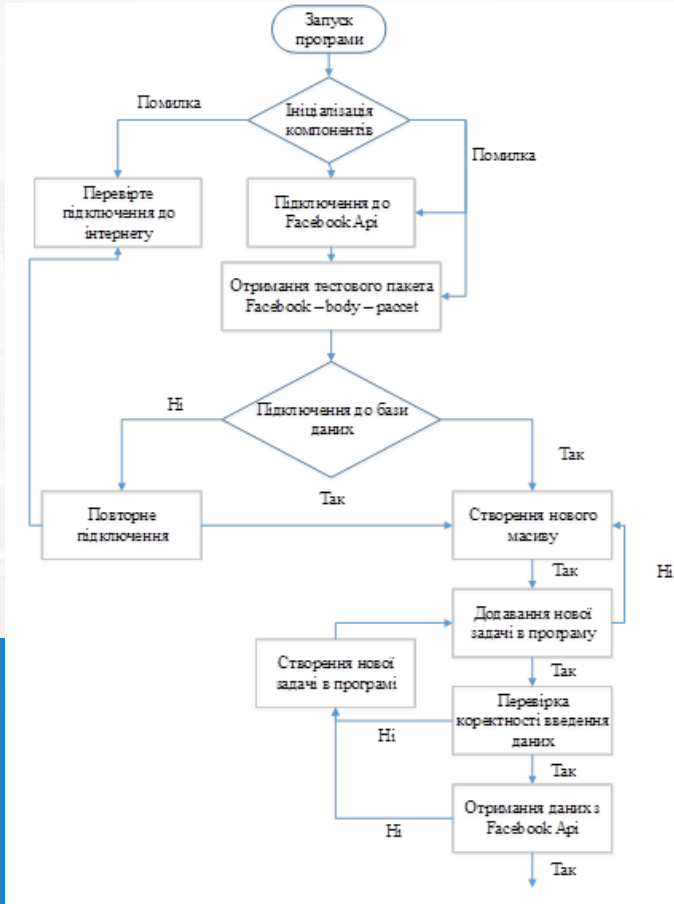 Запуск
програми
Помилка
Ініціалізація
компонентів
Помилка
Перевірте
підключення до
інтернету
Підключення до
Facebook Api
Отримання тестового пакета
Facebook – body – paccet
Ні
Підключення до бази
даних
Так
Повторне
підключення
Так
Створення нового
масиву
Так
Ні
Додавання нової
задачі в програму
Створення нової
задачі в програмі
Так
Перевірка
коректності введення
даних
Ні
Так
Отримання даних з
Facebook Api
Ні
Так